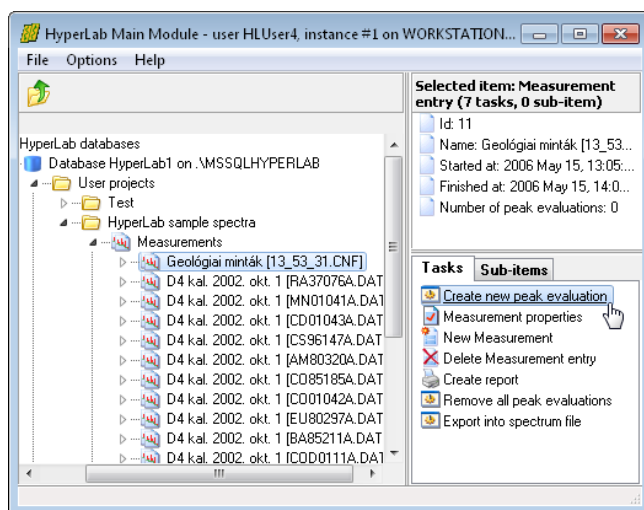 HyperLab Main Module - user HLUser4, instance #1 on WORKSTATION...
File Options Help
HyperLab databases
Database HyperLab1 on .\MSSQLHYPERLAB
User projects
Test
HyperLab sample spectra
Measurements
Geológiai minták [13_53_31.CNF]
D4 kal. 2002. okt. 1 [RA37076A.DAT
D4 kal. 2002. okt. 1 [MN01041A.DAT
D4 kal. 2002. okt. 1 [CD01043A.DAT
D4 kal. 2002. okt. 1 [CS96147A.DAT
D4 kal. 2002. okt. 1 [AM80320A.DAT
D4 kal. 2002. okt. 1 [CO85185A.DAT
D4 kal. 2002. okt. 1 [CO01042A.DAT
D4 kal. 2002. okt. 1 [EU80297A.DAT
D4 kal. 2002. okt. 1 [BA85211A.DAT
D4 kal. 2002. okt. 1 [COD0111A.DAT
Selected item: Measurement
entry (7 tasks, 0 sub-item)
Id: 11
Name: Geológiai minták [13_53...
Started at: 2006 May 15, 13:05:...
Finished at: 2006 May 15, 14:0...
Number of peak evaluations: 0
Tasks Sub-items
Create new peak evaluation
Measurement properties
New Measurement
Delete Measurement entry
Create report
Remove all peak evaluations
Export into spectrum file